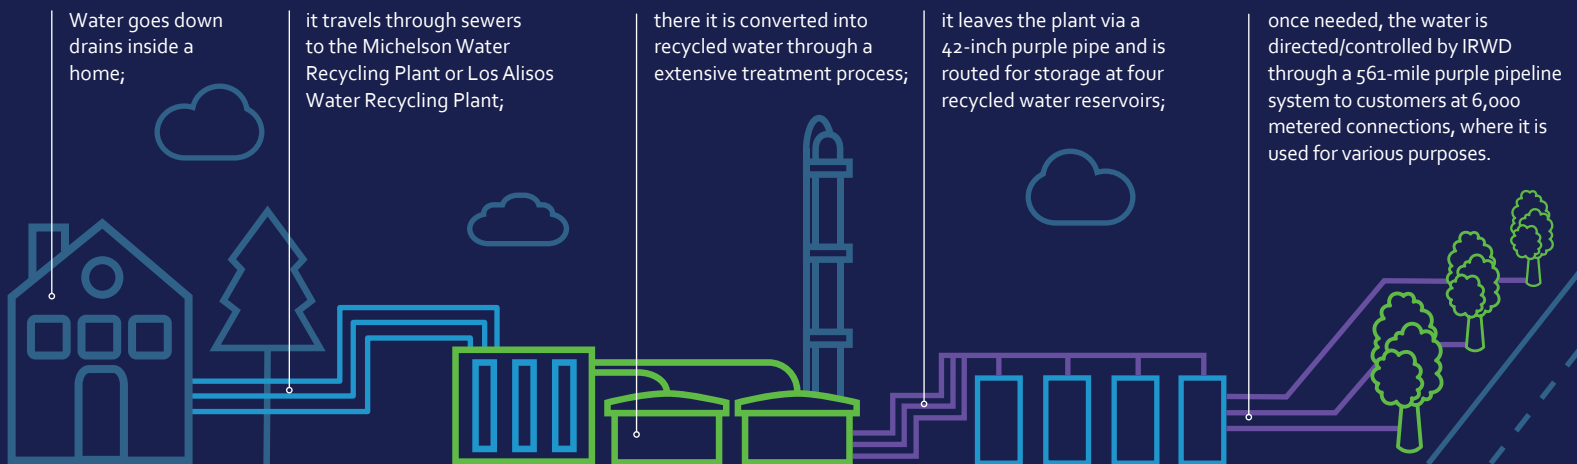 Water goes down
drains inside a
home;
it travels through sewers
to the Michelson Water
Recycling Plant or Los Alisos
Water Recycling Plant;
there it is converted into
recycled water through a
extensive treatment process;
it leaves the plant via a
42-inch purple pipe and is
routed for storage at four
recycled water reservoirs;
once needed, the water is
directed/controlled by IRWD
through a 561-mile purple pipeline
system to customers at 6,000
metered connections, where it is
used for various purposes.